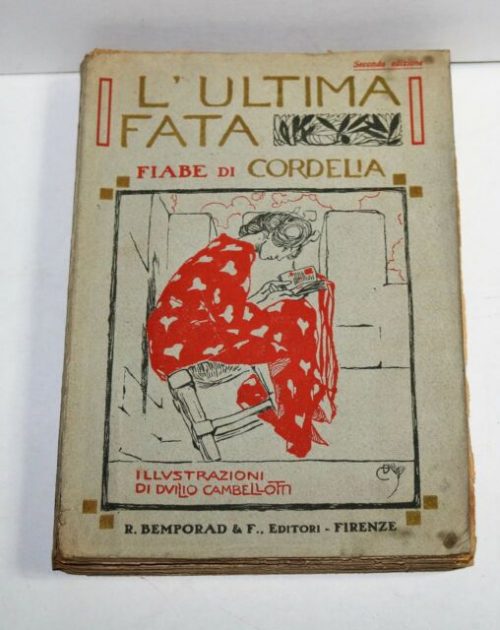 Seconda edizione
L'ULTIMA
FATA
FIABE DI CORDELIA
ILLVSTRAZIONI
DI DVILIO CAMBELLOTTI
R. BEMPORAD & F., EDITORI - FIRENZE